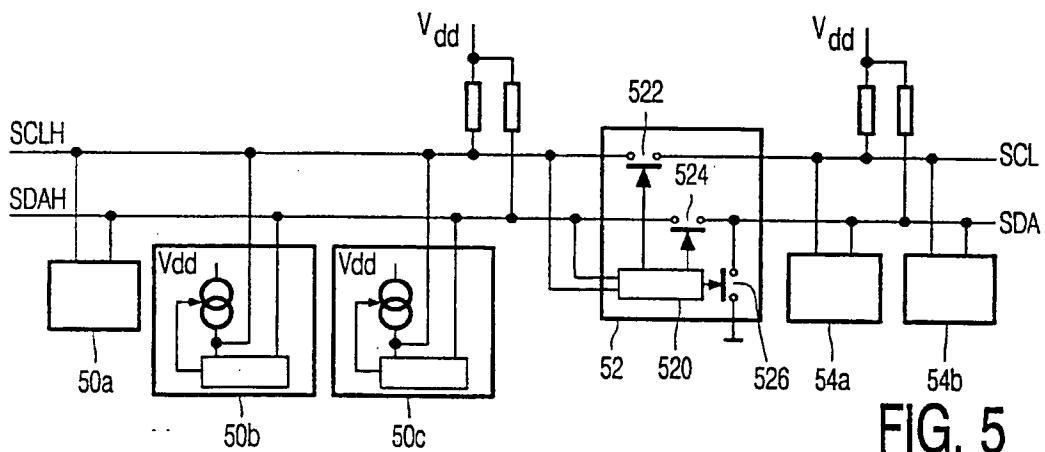 Vdd
Vdd
522
SCLH
SCL
524
SDAH
SDA
Vdd
Vdd
50a
52
520
526
54a
54b
50b
50c
FIG. 5